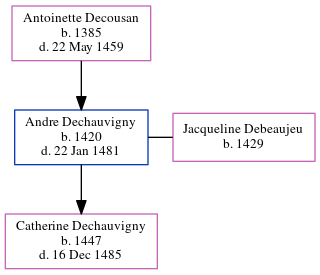 Antoinette Decousan
b. 1385
d. 22 May 1459
Andre Dechauvigny
b. 1420
d. 22 Jan 1481
Jacqueline Debeaujeu
b. 1429
Catherine Dechauvigny
b. 1447
d. 16 Dec 1485